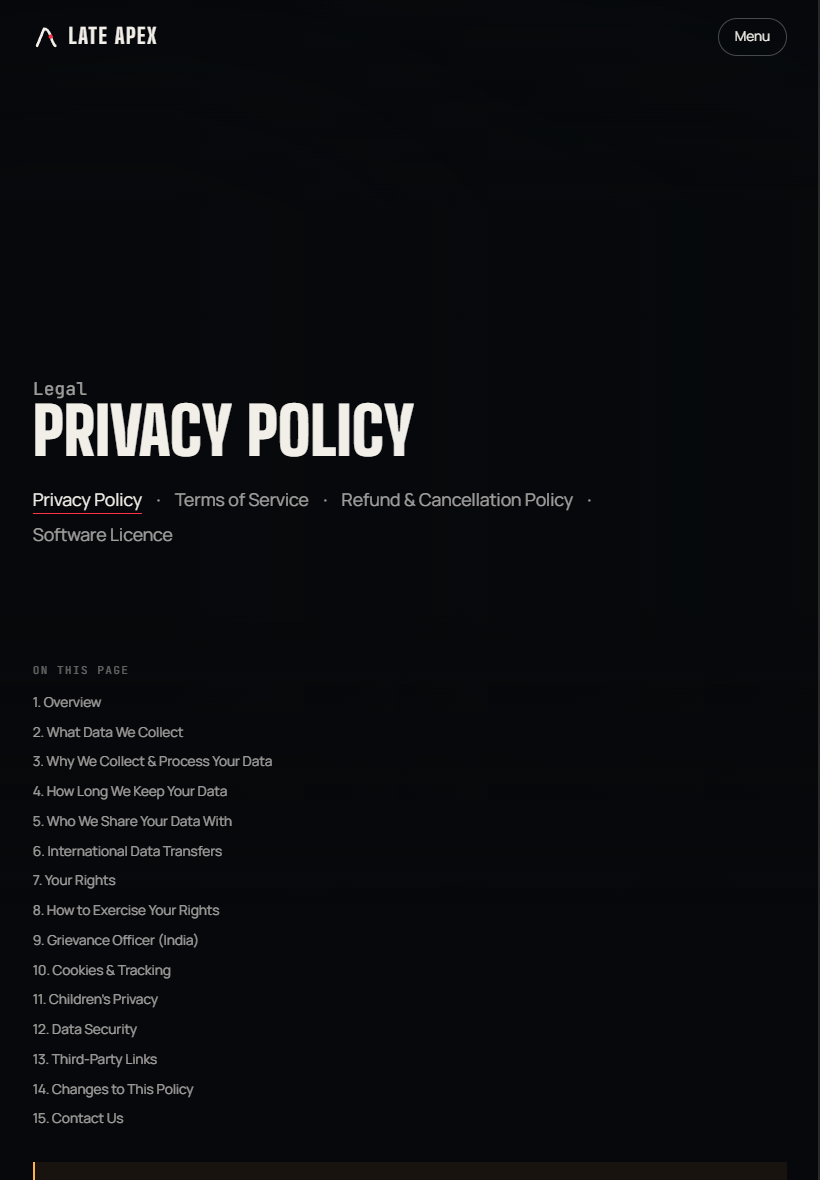 LATE APEX
Menu
Legal
PRIVACY POLICY
Privacy Policy · Terms of Service · Refund & Cancellation Policy ·
Software Licence
ON THIS PAGE
1. Overview
2. What Data We Collect
3. Why We Collect & Process Your Data
4. How Long We Keep Your Data
5. Who We Share Your Data With
6. International Data Transfers
7. Your Rights
8. How to Exercise Your Rights
9. Grievance Officer (India)
10. Cookies & Tracking
11. Children's Privacy
12. Data Security
13. Third-Party Links
14. Changes to This Policy
15. Contact Us